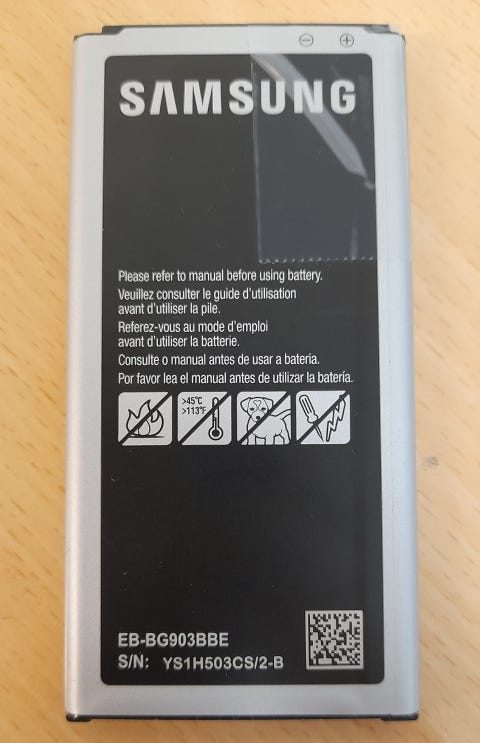 ⊖ ⊕
SAMSUNG
Please refer to manual before using battery.
Veuillez consulter le guide d'utilisation
avant d'utiliser la pile.
Referez-vous au mode d'emploi
avant d'utiliser la batterie.
Consulte o manual antes de usar a bateria.
Por favor lea el manual antes de utilizar la batería.
>45°C
>113°F
EB-BG903BBE
S/N: YS1H503CS/2-B